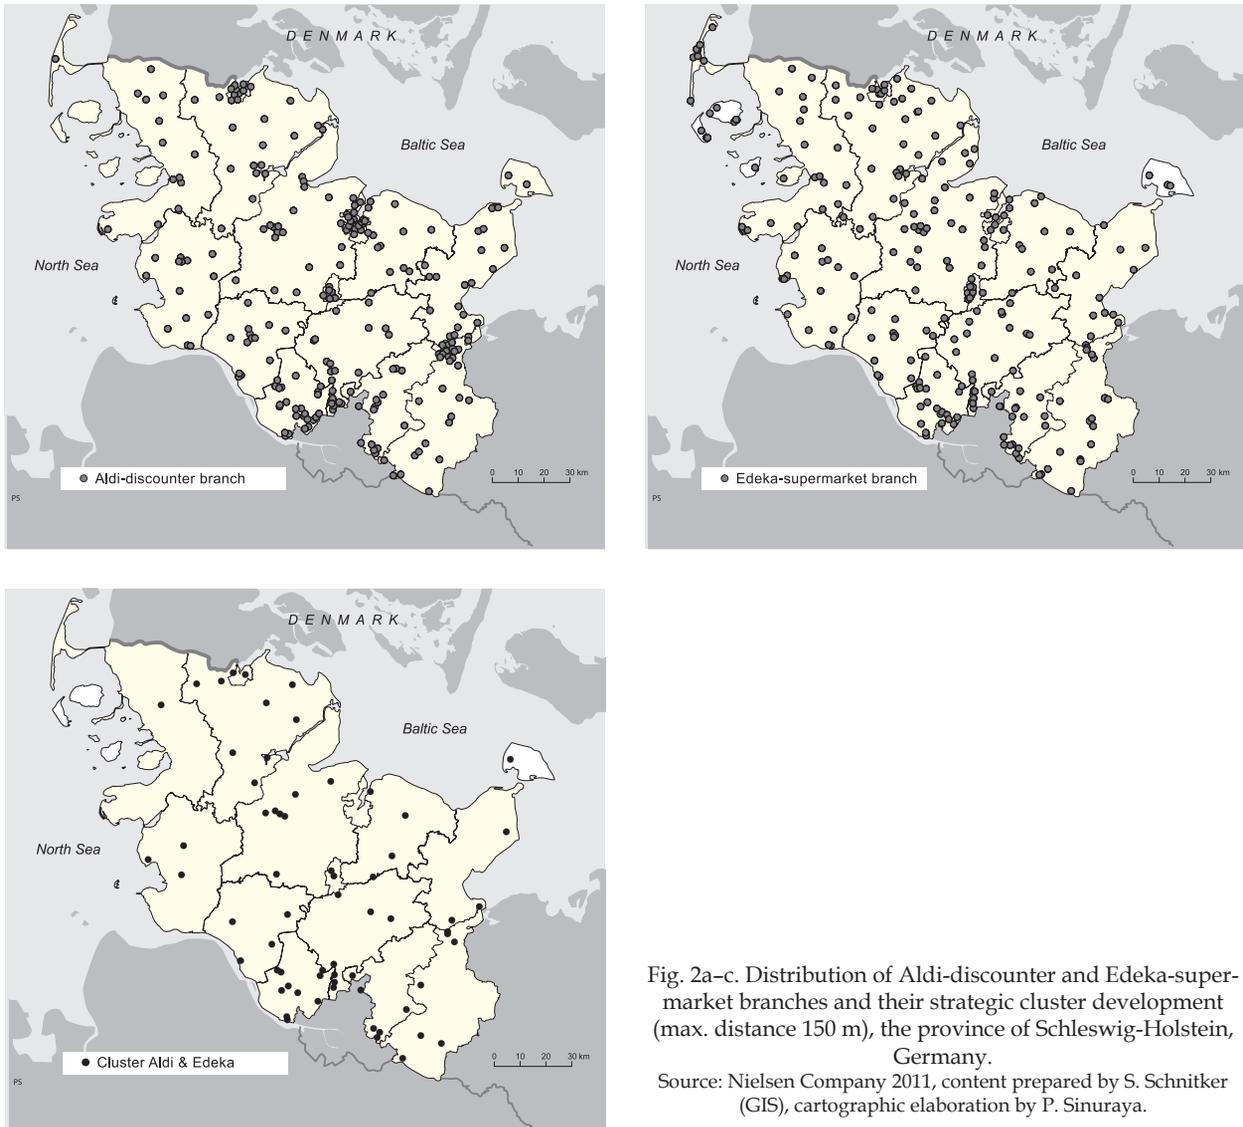 DENMARK
Baltic Sea
North Sea
Aldi-discounter branch
0 10 20 30 km
PS
DENMARK
Baltic Sea
North Sea
Edeka-supermarket branch
0 10 20 30 km
PS
DENMARK
Baltic Sea
North Sea
Cluster Aldi & Edeka
0 10 20 30 km
PS
Fig. 2a–c. Distribution of Aldi-discounter and Edeka-super-
market branches and their strategic cluster development
(max. distance 150 m), the province of Schleswig-Holstein,
Germany.
Source: Nielsen Company 2011, content prepared by S. Schnitker
(GIS), cartographic elaboration by P. Sinuraya.